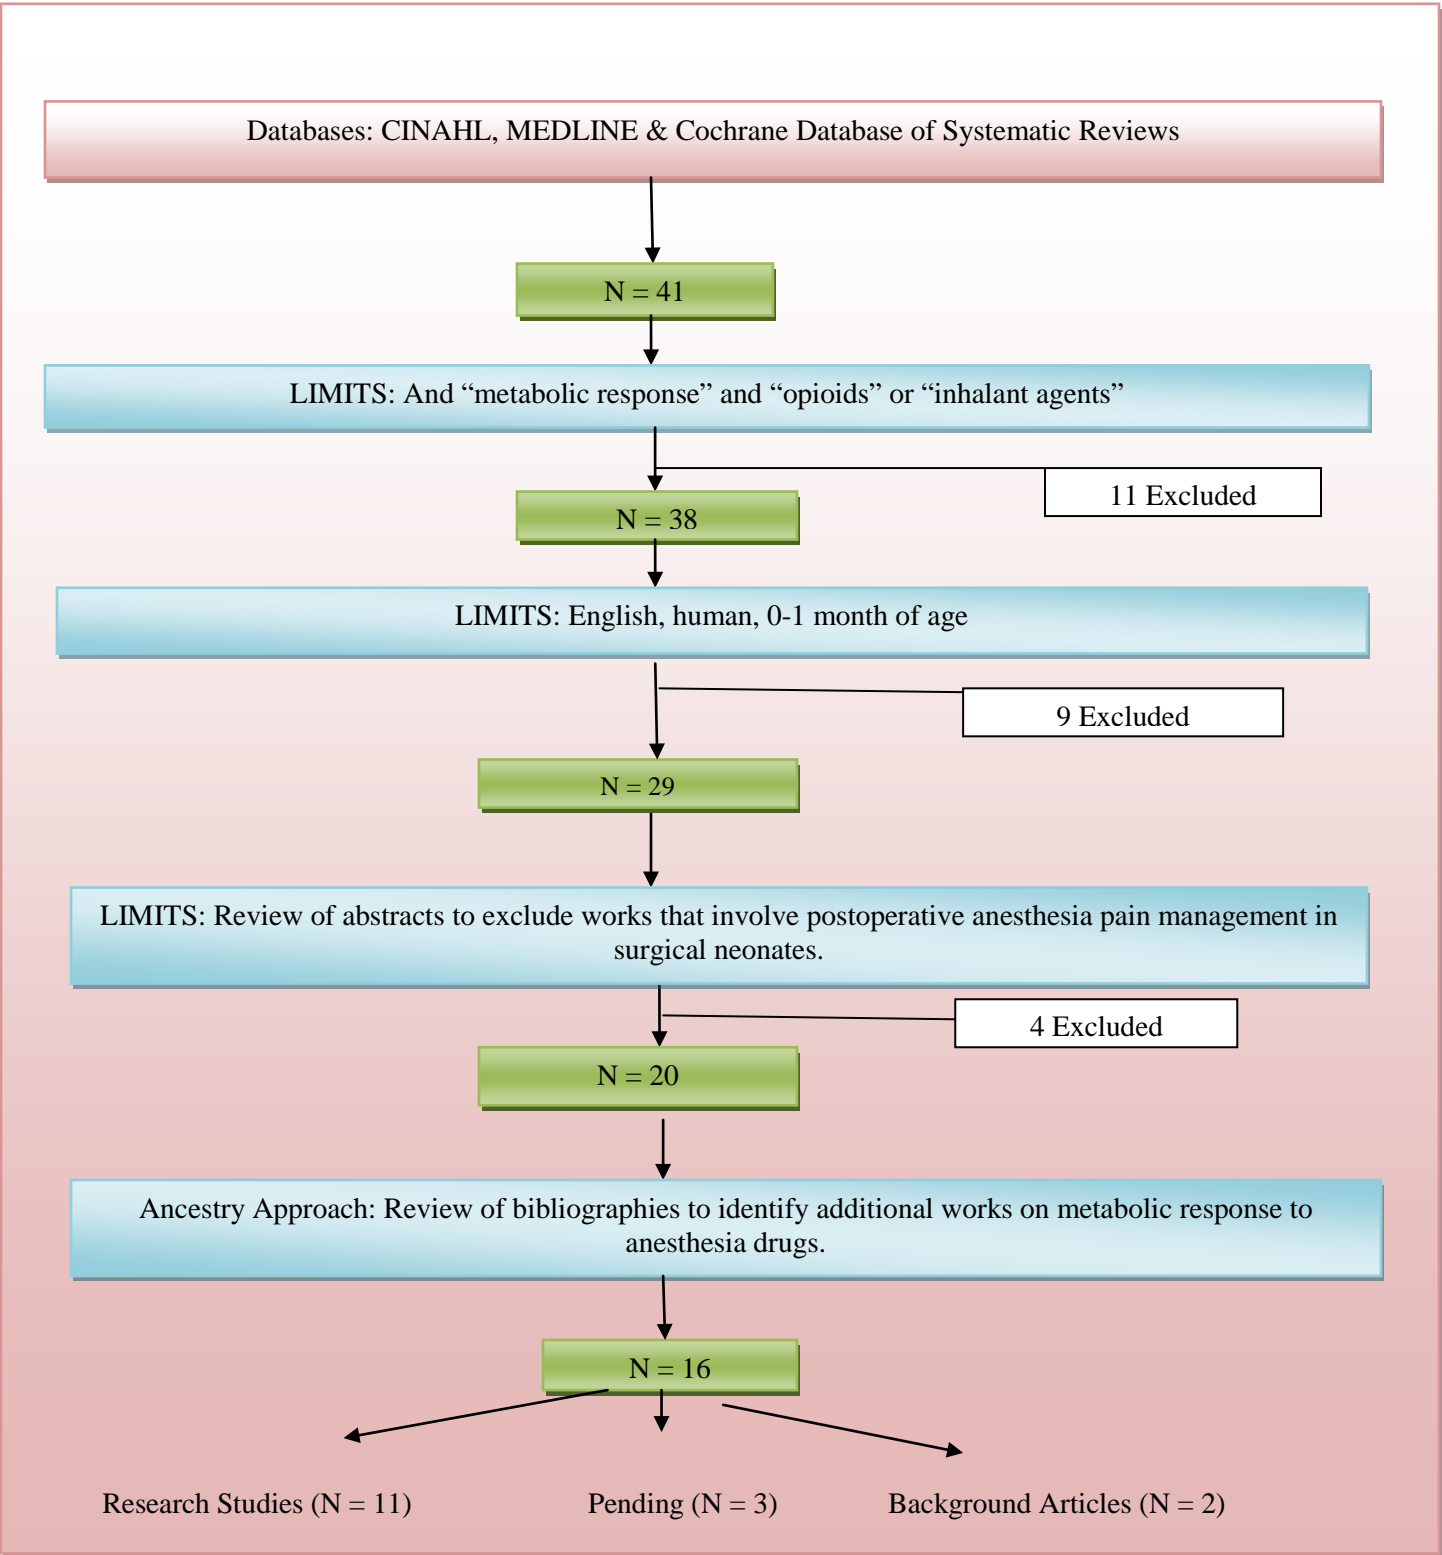 Databases: CINAHL, MEDLINE & Cochrane Database of Systematic Reviews
N = 41
LIMITS: And “metabolic response” and “opioids” or “inhalant agents”
11 Excluded
N = 38
LIMITS: English, human, 0-1 month of age
9 Excluded
N = 29
LIMITS: Review of abstracts to exclude works that involve postoperative anesthesia pain management in
surgical neonates.
4 Excluded
N = 20
Ancestry Approach: Review of bibliographies to identify additional works on metabolic response to
anesthesia drugs.
N = 16
Research Studies (N = 11)
Pending (N = 3)
Background Articles (N = 2)